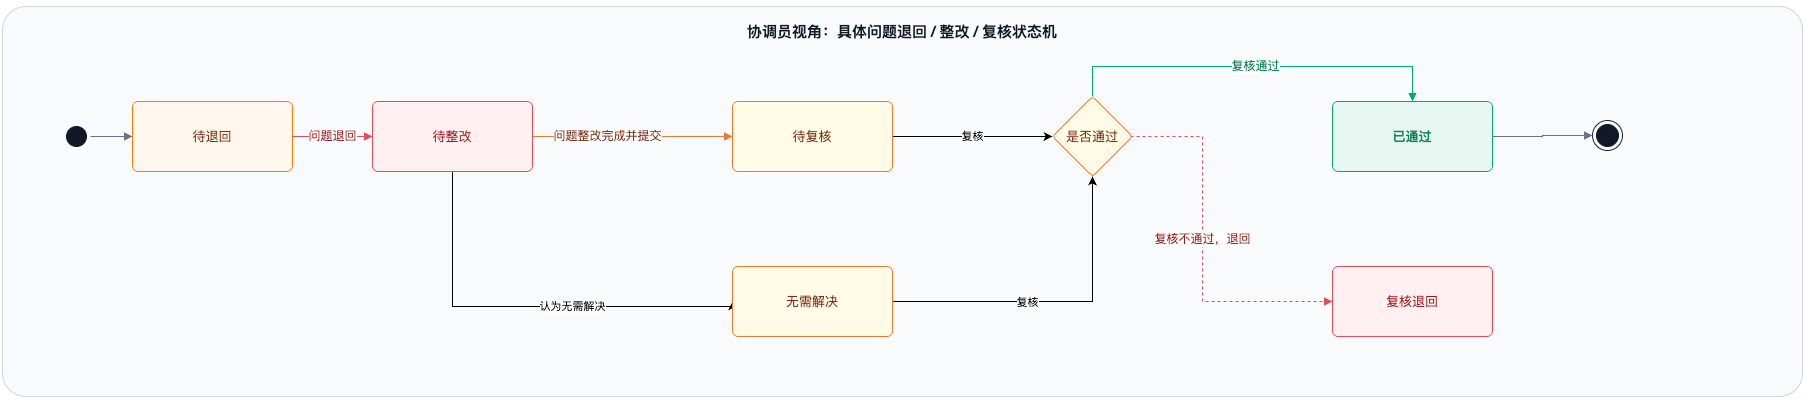 协调员视角：具体问题退回 / 整改 / 复核状态机
复核通过
待退回
问题退回
待整改
问题整改完成并提交
待复核
复核
是否通过
已通过
复核不通过，退回
认为无需解决
无需解决
复核
复核退回